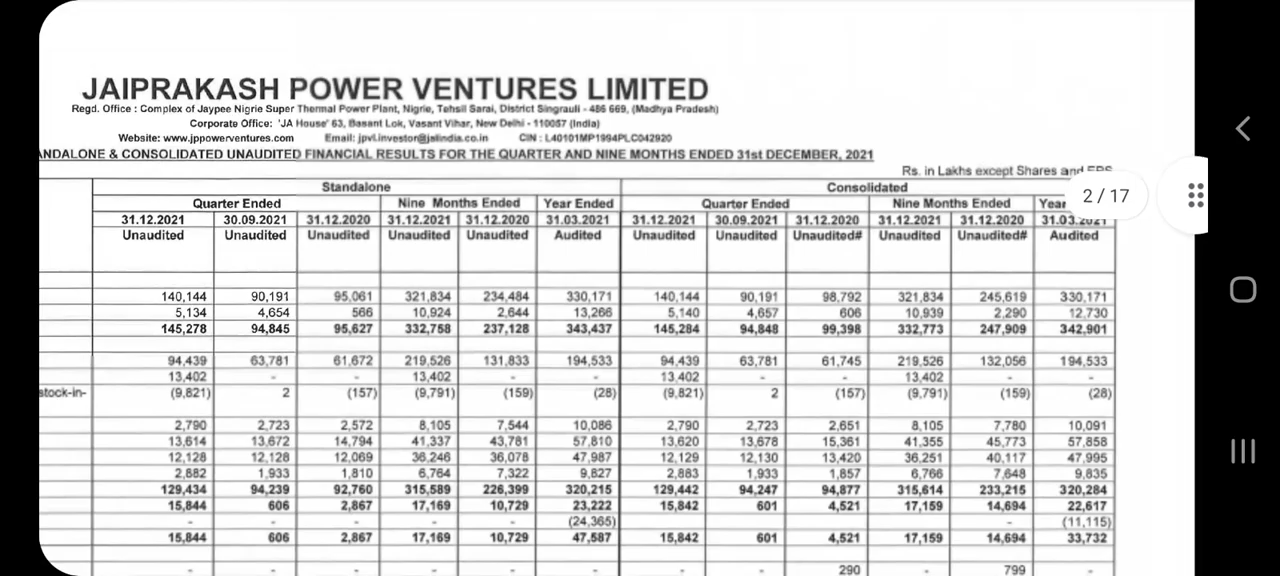 JAIPRAKASH POWER VENTURES LIMITED
Regd. Office : Complex of Jaypee Nigrie Super Thermal Power Plant, Nigrie, Tehsil Sarai, District Singrauli - 486 669, (Madhya Pradesh)
Corporate Office: 'JA House' 63, Basant Lok, Vasant Vihar, New Delhi - 110057 (India)
Website: www.jppowerventures.com Email: jpvl.investor@jalindia.co.in CIN : L40101MP1994PLC042920
NDALONE & CONSOLIDATED UNAUDITED FINANCIAL RESULTS FOR THE QUARTER AND NINE MONTHS ENDED 31st DECEMBER, 2021
Rs. in Lakhs except Shares and EPS
2 / 17
Standalone Consolidated
Quarter Ended Nine Months Ended Year Ended Quarter Ended Nine Months Ended Year
31.12.2021 30.09.2021 31.12.2020 31.12.2021 31.12.2020 31.03.2021 31.12.2021 30.09.2021 31.12.2020 31.12.2021 31.12.2020 31.03.2021
Unaudited Unaudited Unaudited Unaudited Unaudited Audited Unaudited Unaudited Unaudited# Unaudited Unaudited# Audited
140,144 90,191 95,061 321,834 234,484 330,171 140,144 90,191 98,792 321,834 245,619 330,171
5,134 4,654 566 10,924 2,644 13,266 5,140 4,657 606 10,939 2,290 12,730
145,278 94,845 95,627 332,758 237,128 343,437 145,284 94,848 99,398 332,773 247,909 342,901
94,439 63,781 61,672 219,526 131,833 194,533 94,439 63,781 61,745 219,526 132,056 194,533
13,402 - - 13,402 - - 13,402 - - 13,402 - -
stock-in- (9,821) 2 (157) (9,791) (159) (28) (9,821) 2 (157) (9,791) (159) (28)
2,790 2,723 2,572 8,105 7,544 10,086 2,790 2,723 2,651 8,105 7,780 10,091
13,614 13,672 14,794 41,337 43,781 57,810 13,620 13,678 15,361 41,355 45,773 57,858
12,128 12,128 12,069 36,246 36,078 47,987 12,129 12,130 13,420 36,251 40,117 47,995
2,882 1,933 1,810 6,764 7,322 9,827 2,883 1,933 1,857 6,766 7,648 9,835
129,434 94,239 92,760 315,589 226,399 320,215 129,442 94,247 94,877 315,614 233,215 320,284
15,844 606 2,867 17,169 10,729 23,222 15,842 601 4,521 17,159 14,694 22,617
- - - - - (24,365) - - - (11,115)
15,844 606 2,867 17,169 10,729 47,587 15,842 601 4,521 17,159 14,694 33,732
- - - - - - - - 290 - 799 -